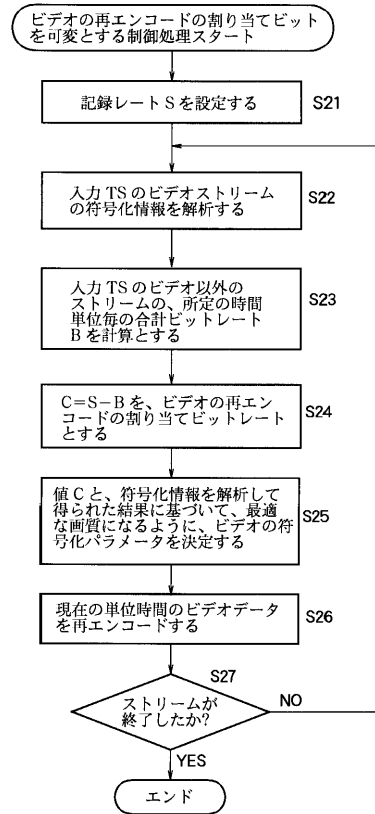 ビデオの再エンコードの割り当てビット
を可変とする制御処理スタート
記録レートSを設定する
S21
入力TSのビデオストリーム
の符号化情報を解析する
S22
入力TSのビデオ以外の
ストリームの、所定の時間
単位毎の合計ビットレート
Bを計算とする
S23
C=S−Bを、ビデオの再エン
コードの割り当てビットレート
とする
S24
値Cと、符号化情報を解析して
得られた結果に基づいて、最適
な画質になるように、ビデオの符
号化パラメータを決定する
S25
現在の単位時間のビデオデータ
を再エンコードする
S26
S27
ストリームが
終了したか?
NO
YES
エンド